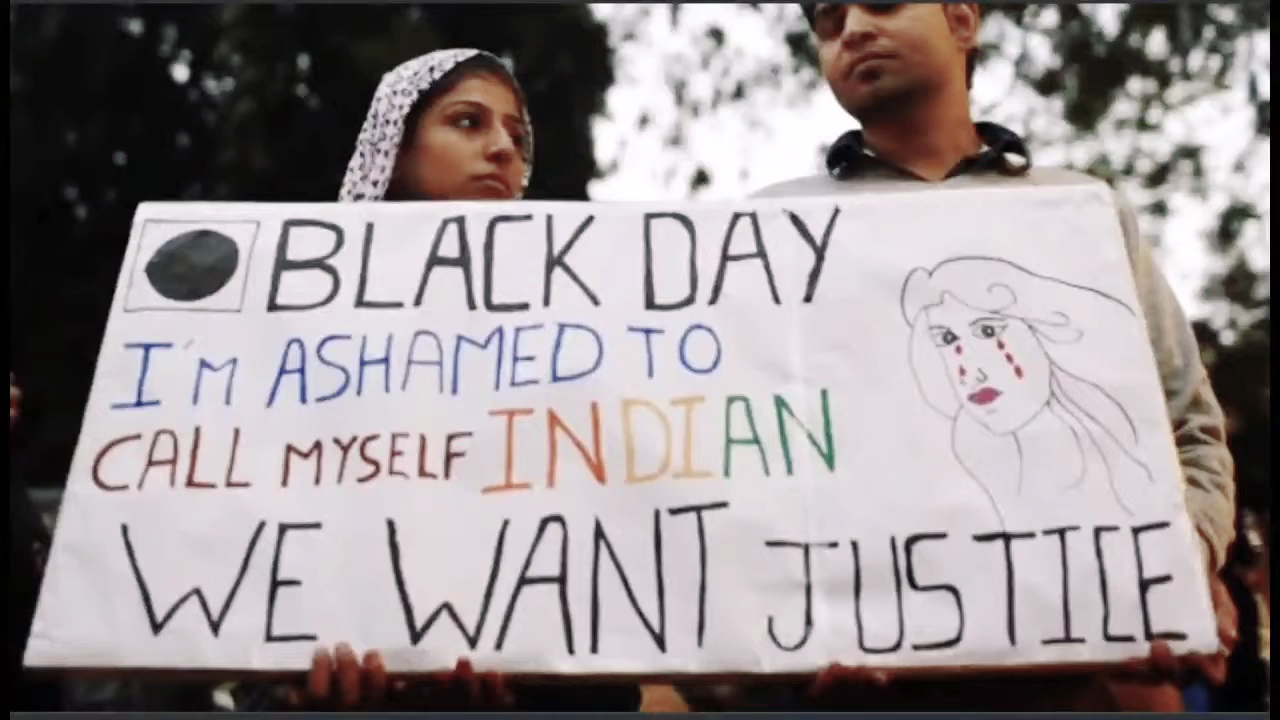 BLACK DAY
I'M ASHAMED TO
CALL MYSELF INDIAN
WE WANT JUSTICE